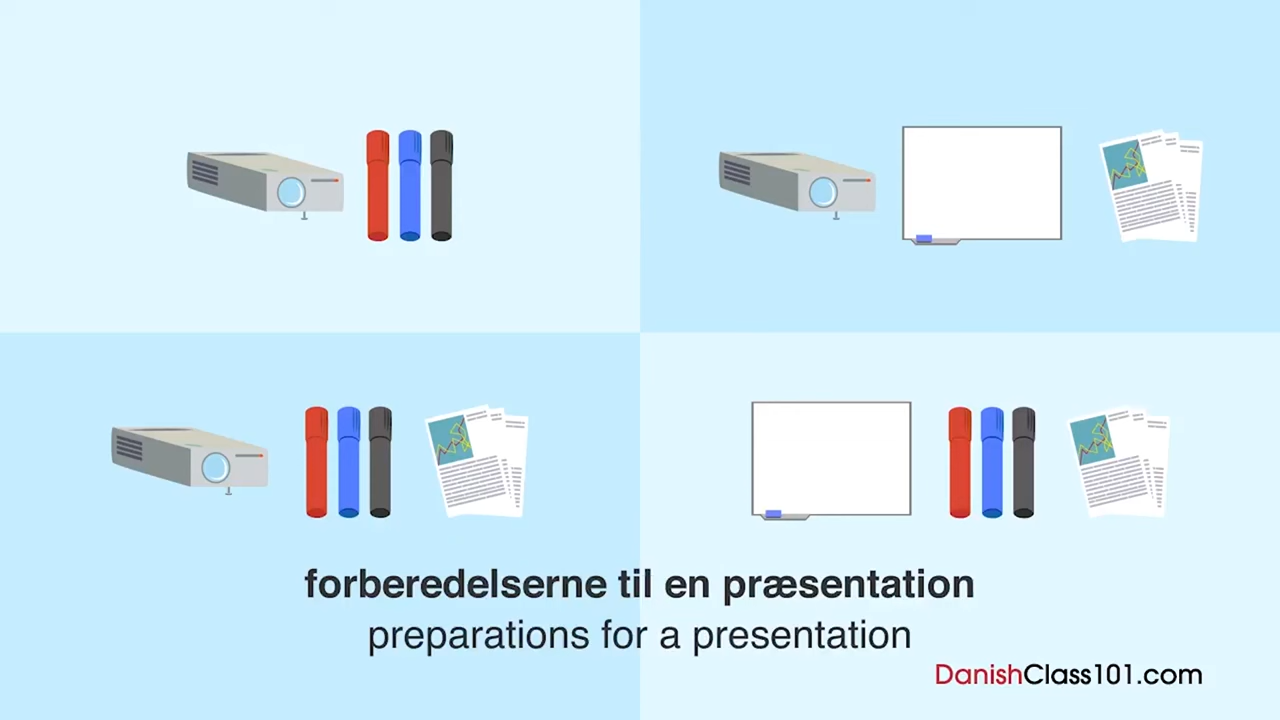 forberedelserne til en præsentation
preparations for a presentation
DanishClass101.com